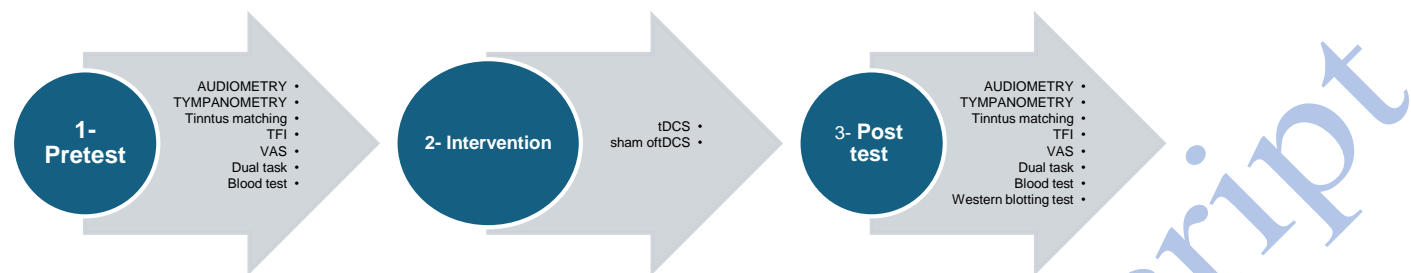 1-
Pretest
AUDIOMETRY •
TYMPANOMETRY •
Tinntus matching •
TFI •
VAS •
Dual task •
Blood test •
2- Intervention
tDCS •
sham oftDCS •
3- Post
test
AUDIOMETRY •
TYMPANOMETRY •
Tinntus matching •
TFI •
VAS •
Dual task •
Blood test •
Western blotting test •
ript